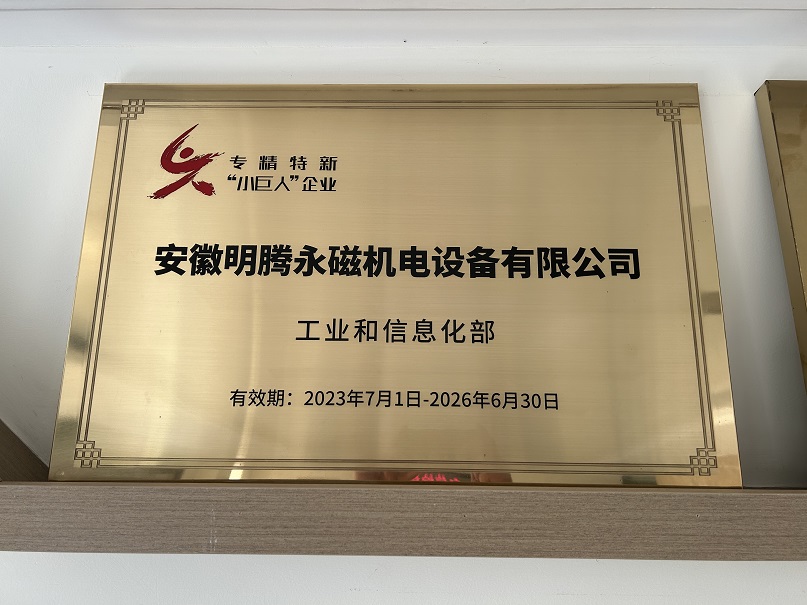 专精特新
“小巨人”企业
安徽明腾永磁机电设备有限公司
工业和信息化部
有效期：2023年7月1日-2026年6月30日